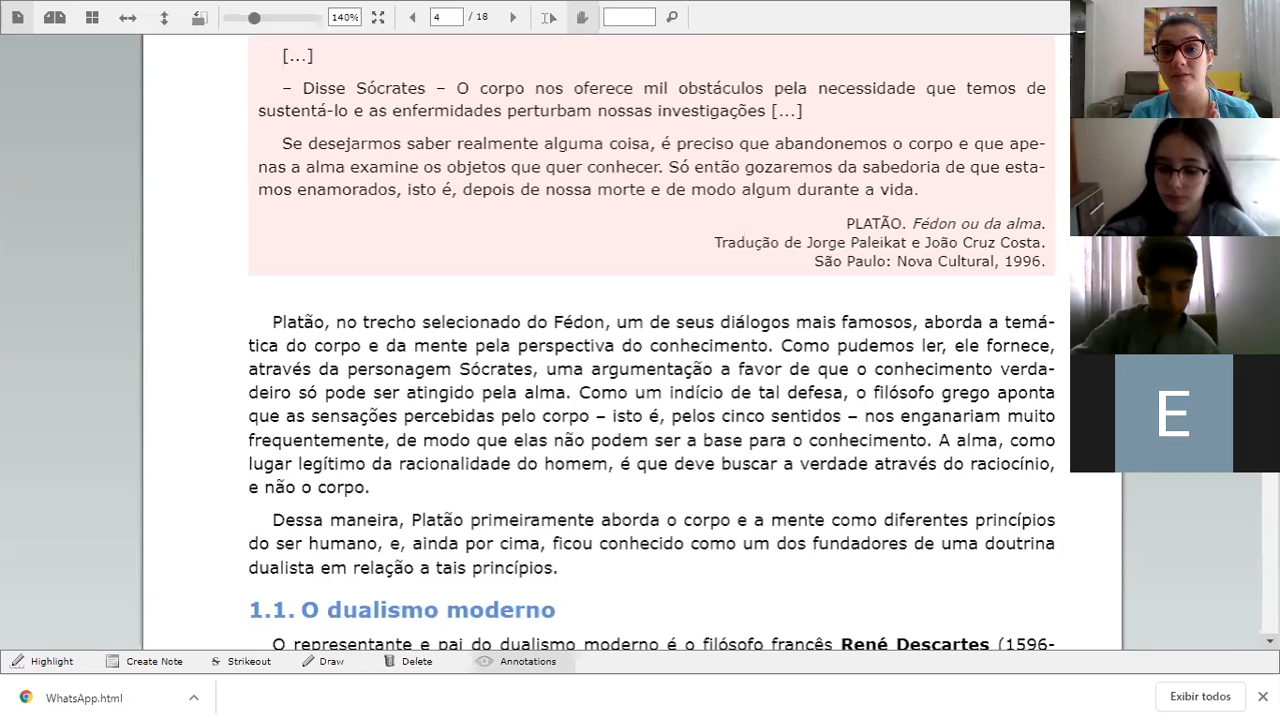 140%
4 / 18
[...]
– Disse Sócrates – O corpo nos oferece mil obstáculos pela necessidade que temos de
sustentá-lo e as enfermidades perturbam nossas investigações [...]
Se desejarmos saber realmente alguma coisa, é preciso que abandonemos o corpo e que ape-
nas a alma examine os objetos que quer conhecer. Só então gozaremos da sabedoria de que esta-
mos enamorados, isto é, depois de nossa morte e de modo algum durante a vida.
PLATÃO. Fédon ou da alma.
Tradução de Jorge Paleikat e João Cruz Costa.
São Paulo: Nova Cultural, 1996.
Platão, no trecho selecionado do Fédon, um de seus diálogos mais famosos, aborda a temá-
tica do corpo e da mente pela perspectiva do conhecimento. Como pudemos ler, ele fornece,
através da personagem Sócrates, uma argumentação a favor de que o conhecimento verda-
deiro só pode ser atingido pela alma. Como um indício de tal defesa, o filósofo grego aponta
que as sensações percebidas pelo corpo – isto é, pelos cinco sentidos – nos enganariam muito
frequentemente, de modo que elas não podem ser a base para o conhecimento. A alma, como
lugar legítimo da racionalidade do homem, é que deve buscar a verdade através do raciocínio,
e não o corpo.
Dessa maneira, Platão primeiramente aborda o corpo e a mente como diferentes princípios
do ser humano, e, ainda por cima, ficou conhecido como um dos fundadores de uma doutrina
dualista em relação a tais princípios.
1.1. O dualismo moderno
O representante e pai do dualismo moderno é o filósofo francês René Descartes (1596-
E
Highlight
Create Note
Strikeout
Draw
Delete
Annotations
WhatsApp.html
Exibir todos